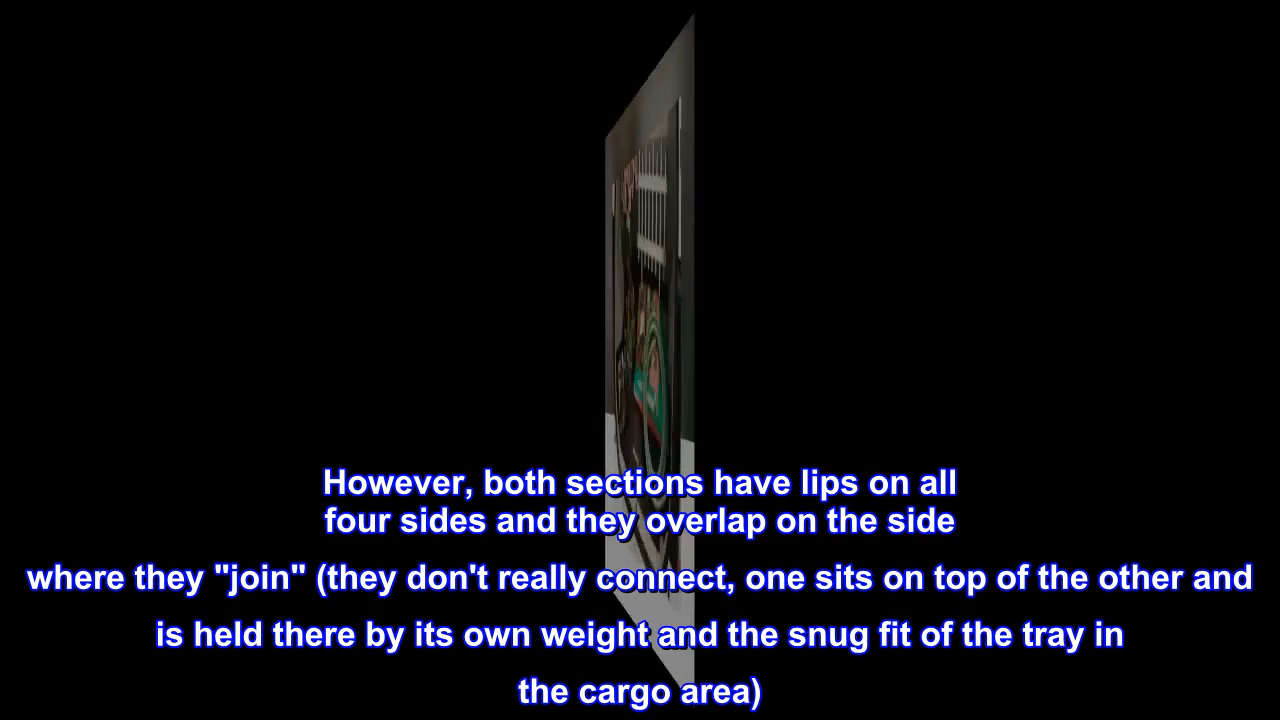 However, both sections have lips on all
four sides and they overlap on the side
where they "join" (they don't really connect, one sits on top of the other and
is held there by its own weight and the snug fit of the tray in
the cargo area)